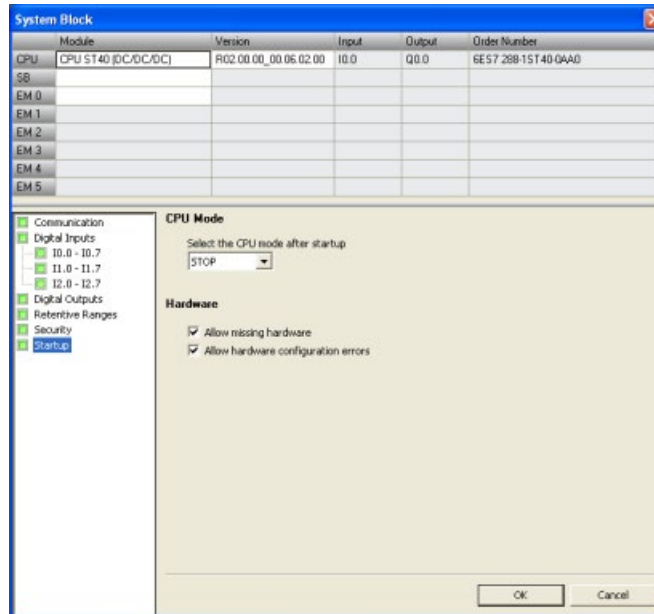 System Block
Module Version Input Output Order Number
CPU CPU ST40 (DC/DC/DC) R02.00.00_00.06.02.00 I0.0 Q0.0 6ES7 288-1ST40-0AA0
SB
EM 0
EM 1
EM 2
EM 3
EM 4
EM 5
Communication
Digital Inputs
I0.0 - I0.7
I1.0 - I1.7
I2.0 - I2.7
Digital Outputs
Retentive Ranges
Security
Startup
CPU Mode
Select the CPU mode after startup
STOP
Hardware
Allow missing hardware
Allow hardware configuration errors
OK Cancel